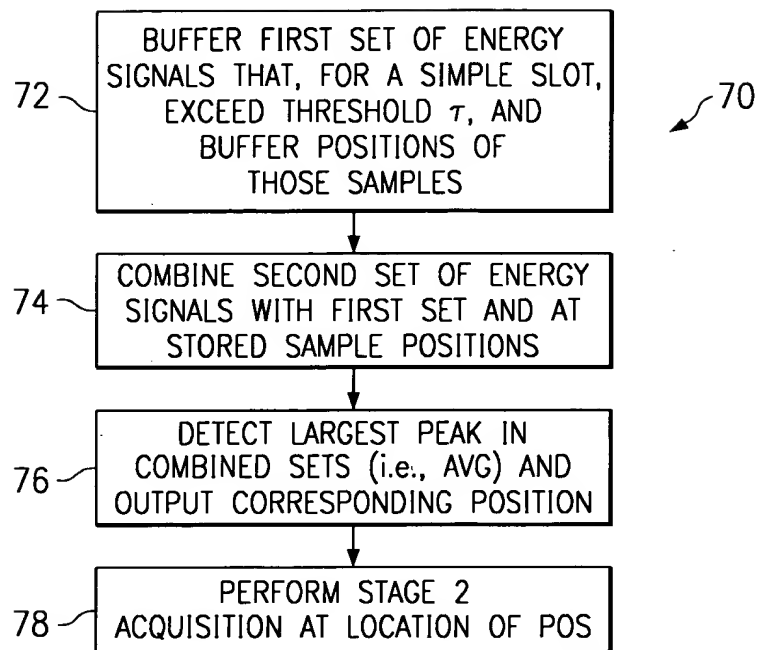 BUFFER FIRST SET OF ENERGY
SIGNALS THAT, FOR A SIMPLE SLOT,
EXCEED THRESHOLD τ, AND
BUFFER POSITIONS OF
THOSE SAMPLES
72
70
COMBINE SECOND SET OF ENERGY
SIGNALS WITH FIRST SET AND AT
STORED SAMPLE POSITIONS
74
DETECT LARGEST PEAK IN
COMBINED SETS (i.e., AVG) AND
OUTPUT CORRESPONDING POSITION
76
PERFORM STAGE 2
ACQUISITION AT LOCATION OF POS
78